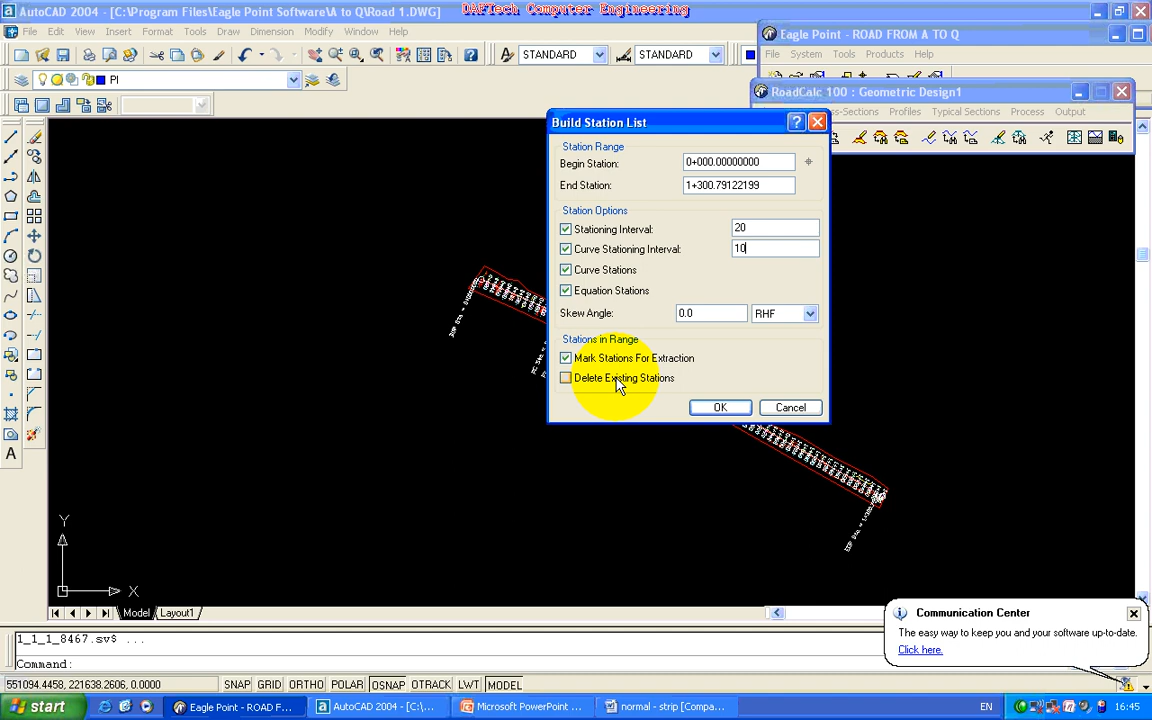 AutoCAD 2004 - [C:\Program Files\Eagle Point Software\A to Q\Road 1.DWG]
DAFTech Computer Engineering
File Edit View Insert Format Tools Draw Dimension Modify Window Help
STANDARD STANDARD
PI
Eagle Point - ROAD FROM A TO Q
File System Tools Products Help
RoadCalc 100 : Geometric Design1
ss-Sections Profiles Typical Sections Process Output
Build Station List
Station Range
Begin Station: 0+000.00000000
End Station: 1+300.79122199
Station Options
Stationing Interval: 20
Curve Stationing Interval: 10
Curve Stations
Equation Stations
Skew Angle: 0.0 RHF
Stations in Range
Mark Stations For Extraction
Delete Existing Stations
OK Cancel
Y
X
Model Layout1
Communication Center
The easy way to keep you and your software up-to-date.
Click here.
1_1_1_8467.sv$ ...
Command:
551094.4458, 221638.2606, 0.0000 SNAP GRID ORTHO POLAR OSNAP OTRACK LWT MODEL
start Eagle Point - ROAD F... AutoCAD 2004 - [C:\... Microsoft PowerPoint ... normal - strip [Compa... EN 16:45